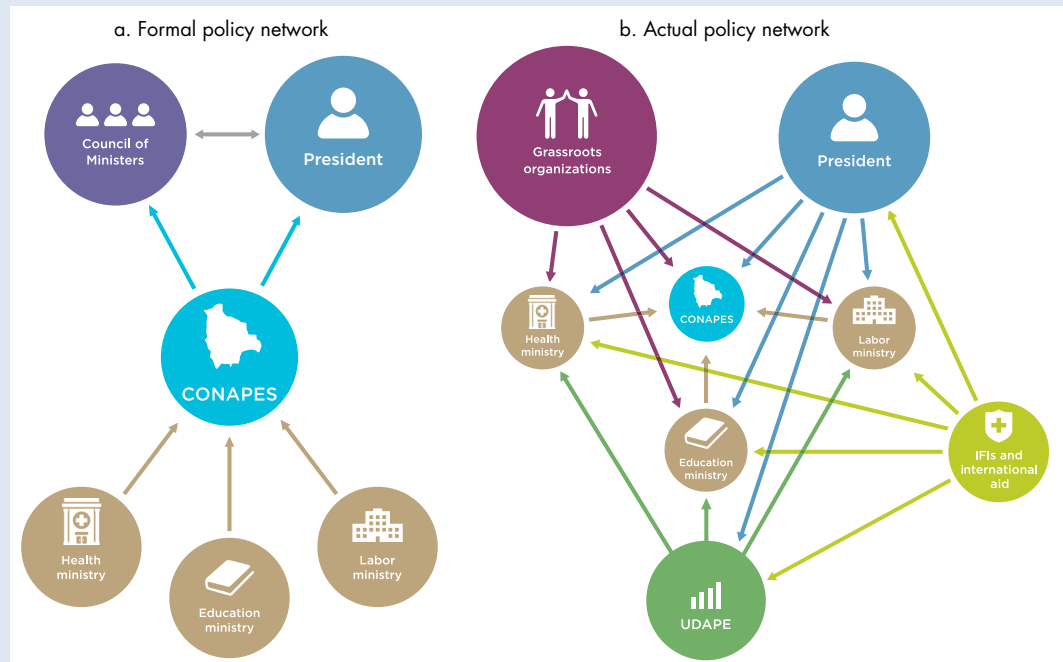 a. Formal policy network
Council of
Ministers
President
CONAPES
Health
ministry
Education
ministry
Labor
ministry
b. Actual policy network
Grassroots
organizations
President
Health
ministry
CONAPES
Labor
ministry
Education
ministry
IFIs and
international
aid
UDAPE